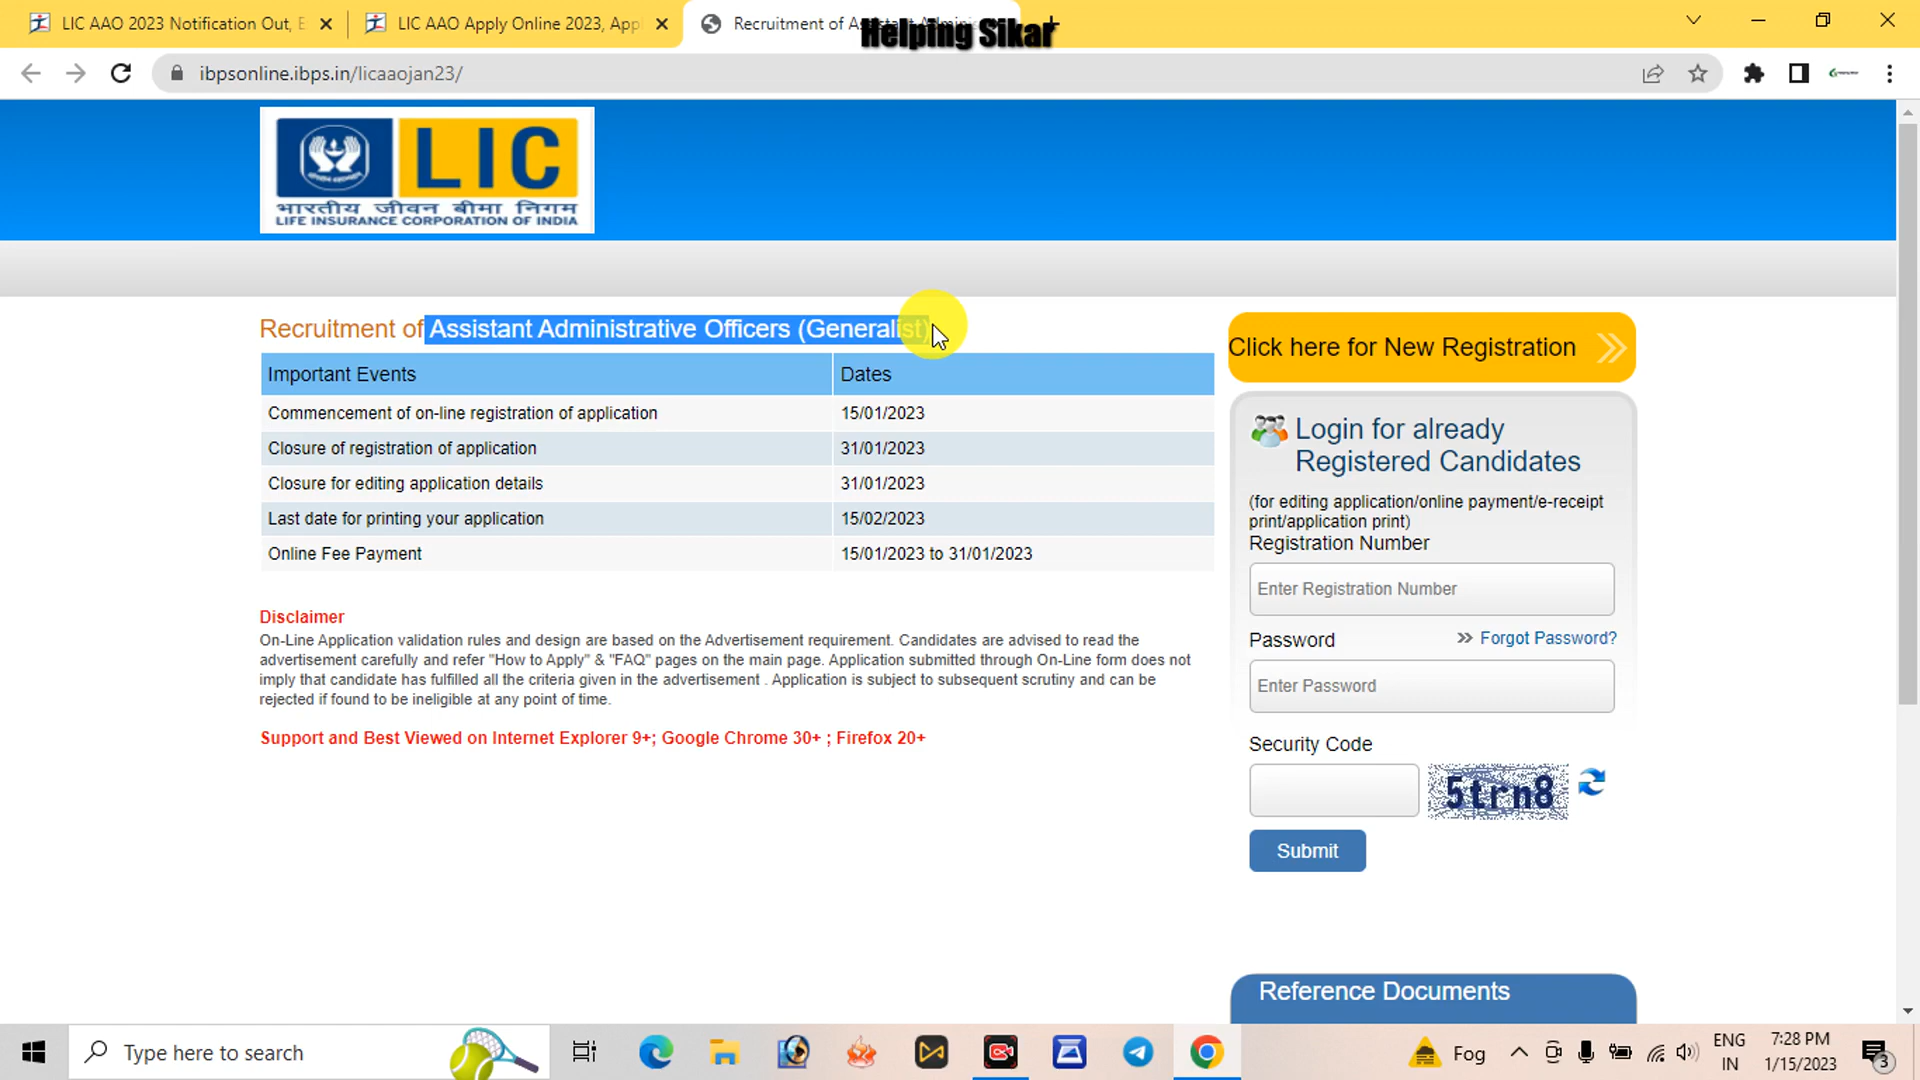 LIC AAO 2023 Notification Out, E
LIC AAO Apply Online 2023, Appl
Recruitment of Assistant Adminis
Helping Sikar
ibpsonline.ibps.in/licaaojan23/
LIC
भारतीय जीवन बीमा निगम
LIFE INSURANCE CORPORATION OF INDIA
Recruitment of Assistant Administrative Officers (Generalist)
Important Events Dates
Commencement of on-line registration of application 15/01/2023
Closure of registration of application 31/01/2023
Closure for editing application details 31/01/2023
Last date for printing your application 15/02/2023
Online Fee Payment 15/01/2023 to 31/01/2023
Disclaimer
On-Line Application validation rules and design are based on the Advertisement requirement. Candidates are advised to read the
advertisement carefully and refer "How to Apply" & "FAQ" pages on the main page. Application submitted through On-Line form does not
imply that candidate has fulfilled all the criteria given in the advertisement . Application is subject to subsequent scrutiny and can be
rejected if found to be ineligible at any point of time.
Support and Best Viewed on Internet Explorer 9+; Google Chrome 30+ ; Firefox 20+
Click here for New Registration
Login for already
Registered Candidates
(for editing application/online payment/e-receipt
print/application print)
Registration Number
Enter Registration Number
Password >> Forgot Password?
Enter Password
Security Code
5trn8
Submit
Reference Documents
Type here to search
Fog
ENG
IN
7:28 PM
1/15/2023
3